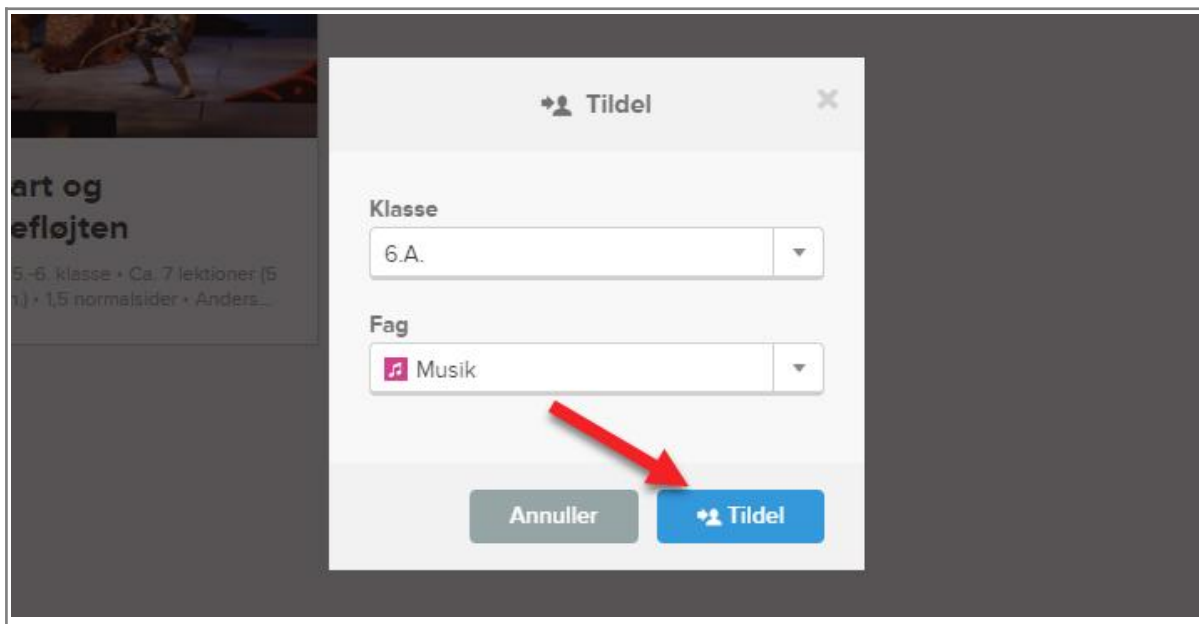 Tildel
art og
efløjten
5.-6. klasse • Ca. 7 lektioner (5
n.) • 1,5 normalsider • Anders...
Klasse
6.A.
Fag
Musik
Annuller
Tildel